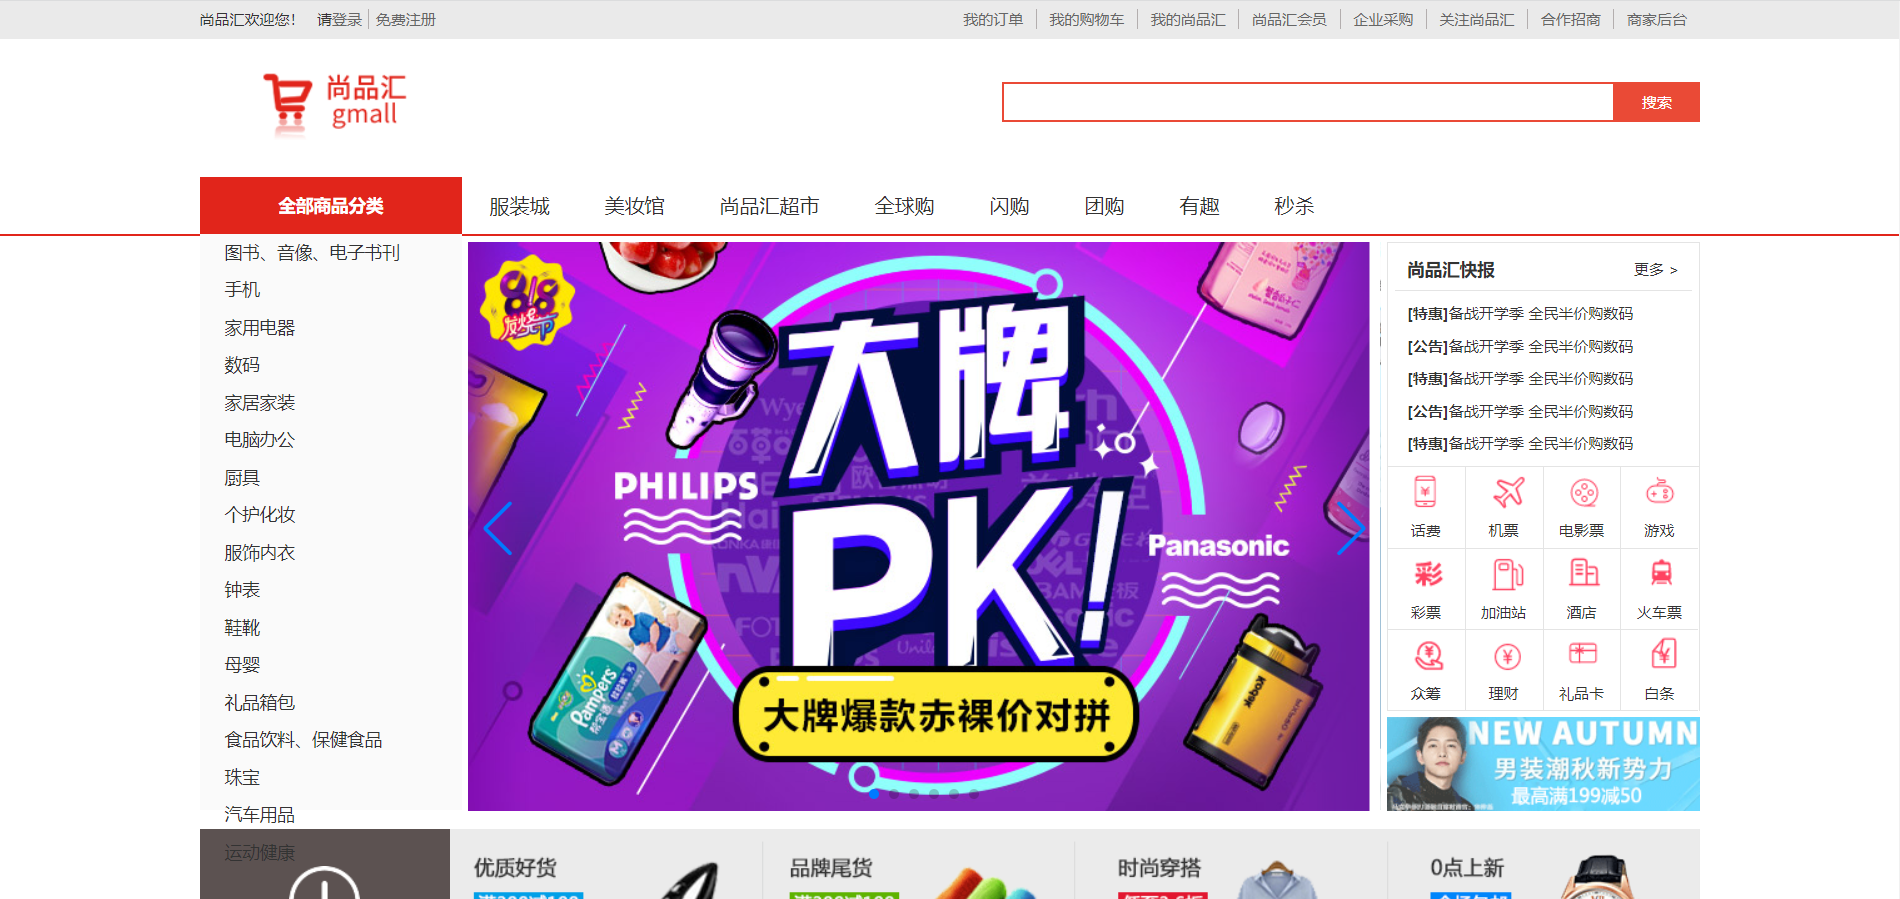 尚品汇欢迎您! 请登录 免费注册
我的订单 我的购物车 我的尚品汇 尚品汇会员 企业采购 关注尚品汇 合作招商 商家后台
尚品汇
gmall
搜索
全部商品分类 服装城 美妆馆 尚品汇超市 全球购 闪购 团购 有趣 秒杀
图书、音像、电子书刊
手机
家用电器
数码
家居家装
电脑办公
厨具
个护化妆
服饰内衣
钟表
鞋靴
母婴
礼品箱包
食品饮料、保健食品
珠宝
汽车用品
运动健康
818
发烧节
大牌
PK!
PHILIPS
Panasonic
Pampers
Kodak
大牌爆款赤裸价对拼
尚品汇快报 更多 >
[特惠]备战开学季 全民半价购数码
[公告]备战开学季 全民半价购数码
[特惠]备战开学季 全民半价购数码
[公告]备战开学季 全民半价购数码
[特惠]备战开学季 全民半价购数码
话费 机票 电影票 游戏
彩
彩票 加油站 酒店 火车票
众筹 理财 礼品卡 白条
NEW AUTUMN
男装潮秋新势力
最高满199减50
优质好货 品牌尾货 时尚穿搭 0点上新